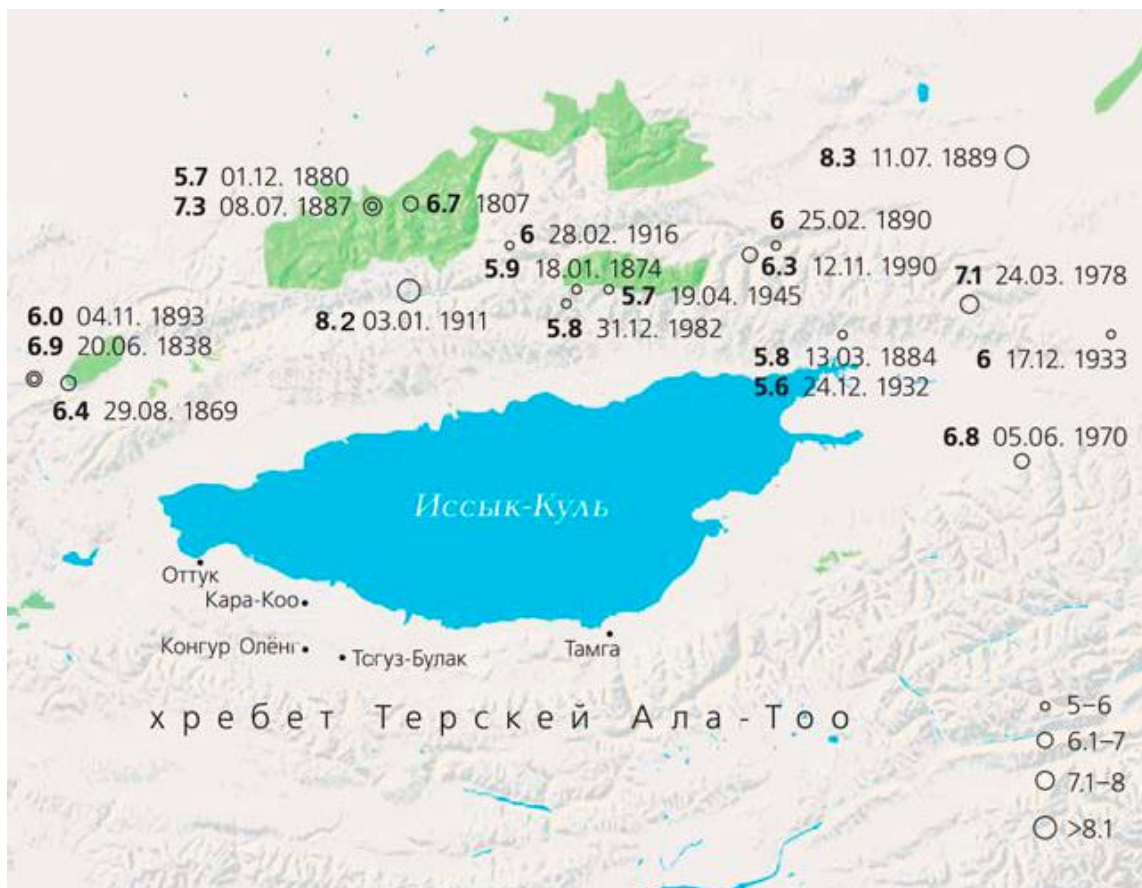 8.3 11.07. 1889
5.7 01.12. 1880
7.3 08.07. 1887
6.7 1807
6 28.02. 1916
6 25.02. 1890
5.9 18.01. 1874
6.3 12.11. 1990
7.1 24.03. 1978
5.7 19.04. 1945
8.2 03.01. 1911
5.8 31.12. 1982
6.0 04.11. 1893
6.9 20.06. 1838
5.8 13.03. 1884
6 17.12. 1933
5.6 24.12. 1932
6.4 29.08. 1869
6.8 05.06. 1970
Иссык-Куль
Оттук
Кара-Коо
Конгур Олёнг
Тогуз-Булак
Тамга
хребет Терскей Ала-Тоо
5–6
6.1–7
7.1–8
>8.1